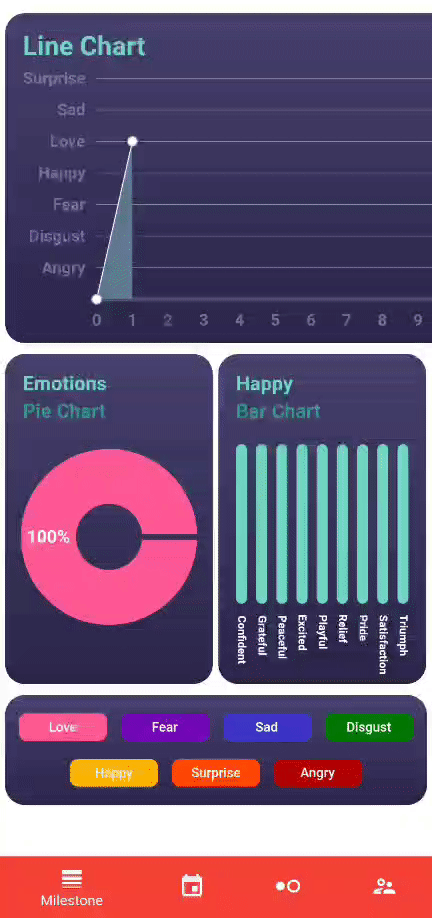 Line Chart
Surprise
Sad
Love
Happy
Fear
Disgust
Angry
0 1 2 3 4 5 6 7 8 9
Emotions
Pie Chart
100%
Happy
Bar Chart
Confident
Grateful
Peaceful
Excited
Playful
Relief
Pride
Satisfaction
Triumph
Love Fear Sad Disgust
Happy Surprise Angry
Milestone